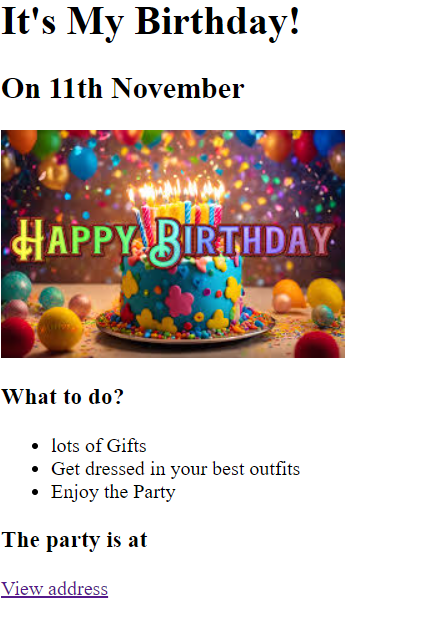 It's My Birthday!
On 11th November
HAPPY BIRTHDAY
What to do?
lots of Gifts
Get dressed in your best outfits
Enjoy the Party
The party is at
View address